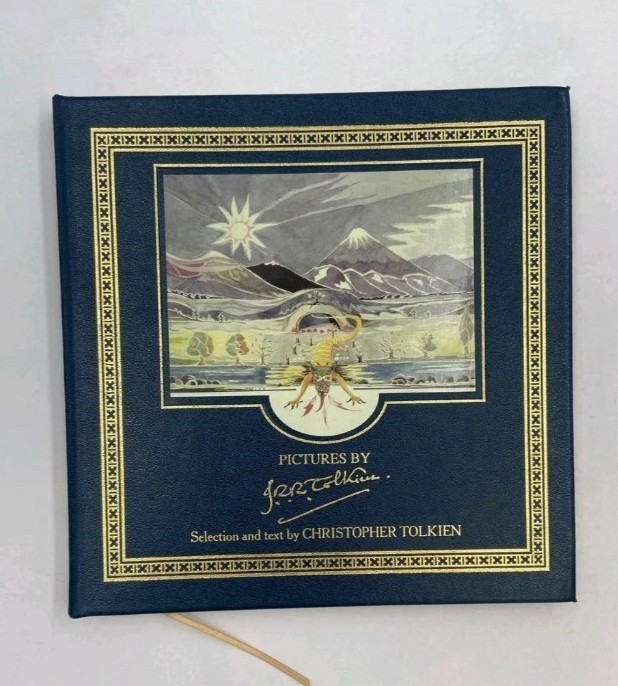 PICTURES BY
J.R.R. Tolkien.
Selection and text by CHRISTOPHER TOLKIEN